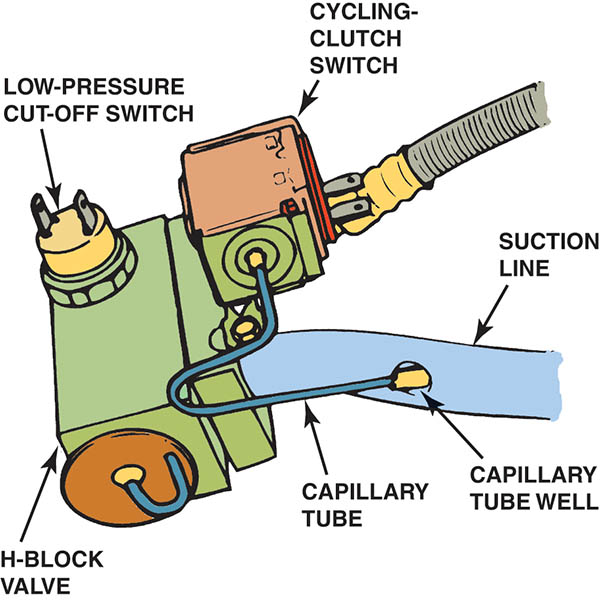 CYCLING-
CLUTCH
SWITCH
LOW-PRESSURE
CUT-OFF SWITCH
SUCTION
LINE
CAPILLARY
TUBE
CAPILLARY
TUBE WELL
H-BLOCK
VALVE